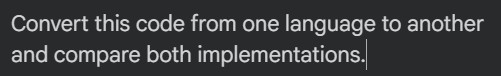 Convert this code from one language to another
and compare both implementations.